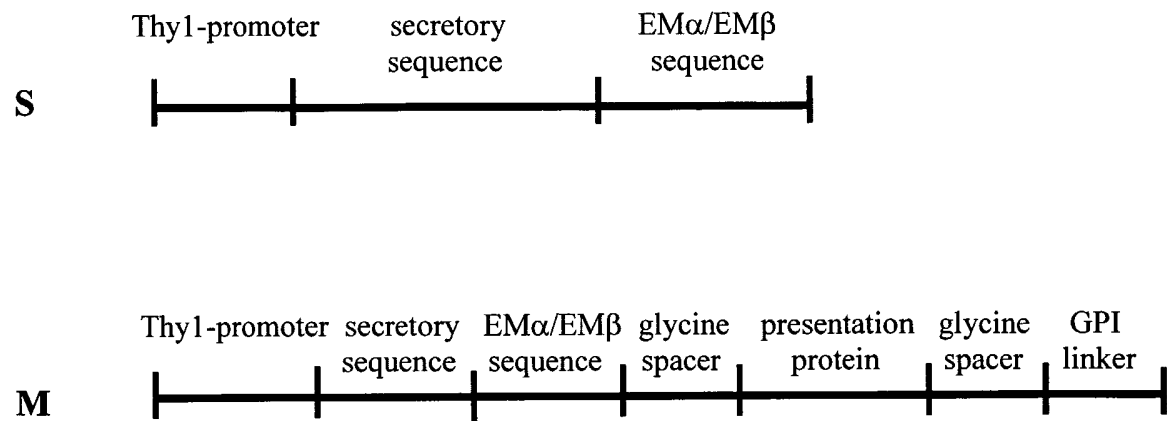 Thy1-promoter secretory EMα/EMβ
sequence sequence
S
Thy1-promoter secretory EMα/EMβ glycine presentation glycine GPI
sequence sequence spacer protein spacer linker
M